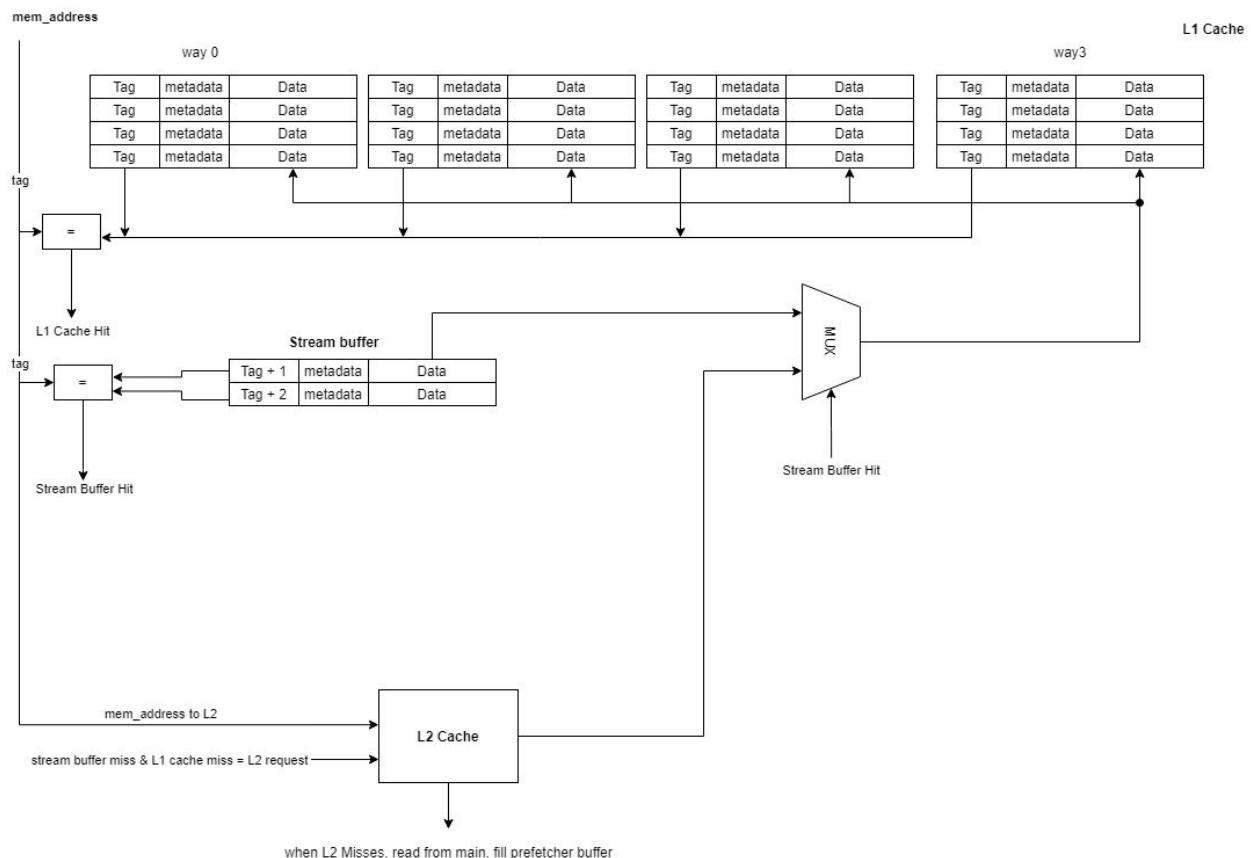 mem_address
L1 Cache
way 0
way3
Tag metadata Data Tag metadata Data Tag metadata Data Tag metadata Data
Tag metadata Data Tag metadata Data Tag metadata Data Tag metadata Data
Tag metadata Data Tag metadata Data Tag metadata Data Tag metadata Data
Tag metadata Data Tag metadata Data Tag metadata Data Tag metadata Data
tag
=
L1 Cache Hit
MUX
Stream buffer
tag
Tag + 1 metadata Data
=
Tag + 2 metadata Data
Stream Buffer Hit
Stream Buffer Hit
mem_address to L2
L2 Cache
stream buffer miss & L1 cache miss = L2 request
when L2 Misses, read from main, fill prefetcher buffer